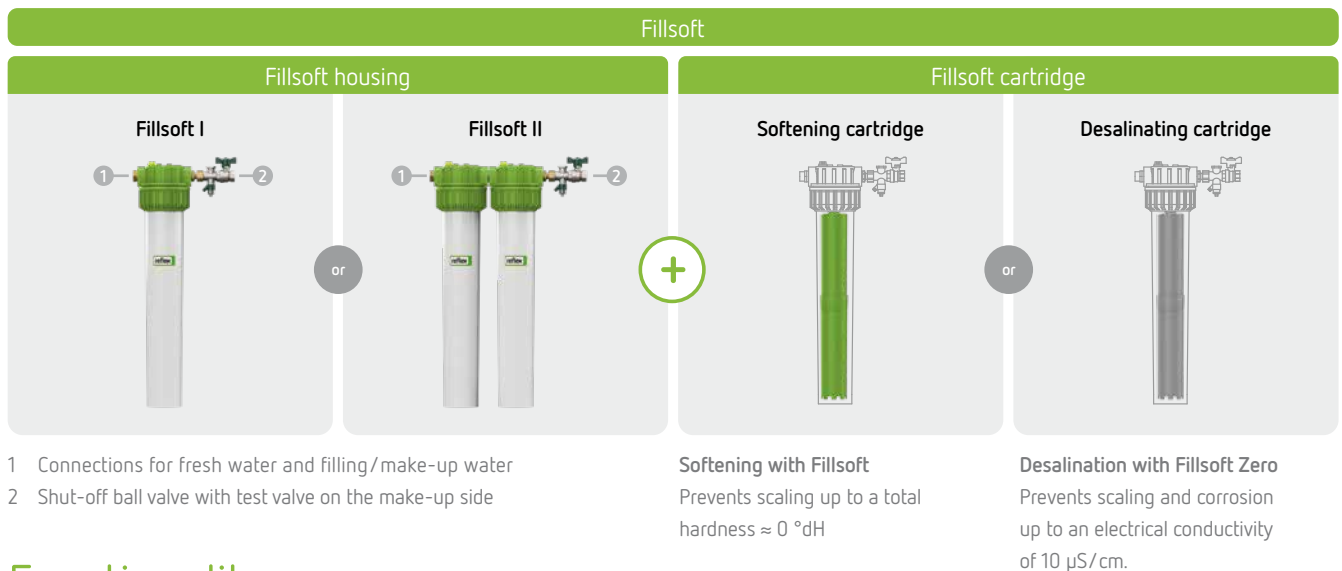 Fillsoft
Fillsoft housing
Fillsoft cartridge
Fillsoft I
Fillsoft II
Softening cartridge
Desalinating cartridge
1
2
1
2
reflex
reflex
reflex
or
+
or
1 Connections for fresh water and filling/make-up water
2 Shut-off ball valve with test valve on the make-up side
Softening with Fillsoft
Prevents scaling up to a total
hardness ≈ 0 °dH
Desalination with Fillsoft Zero
Prevents scaling and corrosion
up to an electrical conductivity
of 10 µS/cm.